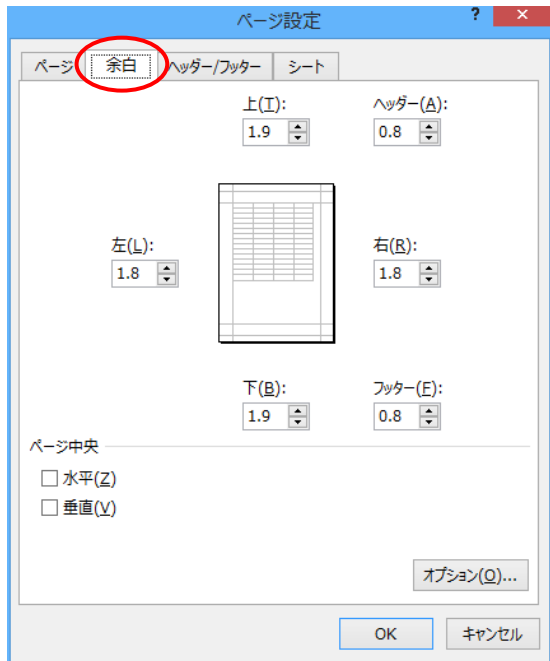 ページ設定 ? ×
ページ 余白 ヘッダー/フッター シート
上(T): ヘッダー(A):
1.9 0.8
左(L): 右(R):
1.8 1.8
下(B): フッター(F):
1.9 0.8
ページ中央
水平(Z)
垂直(V)
オプション(O)...
OK キャンセル